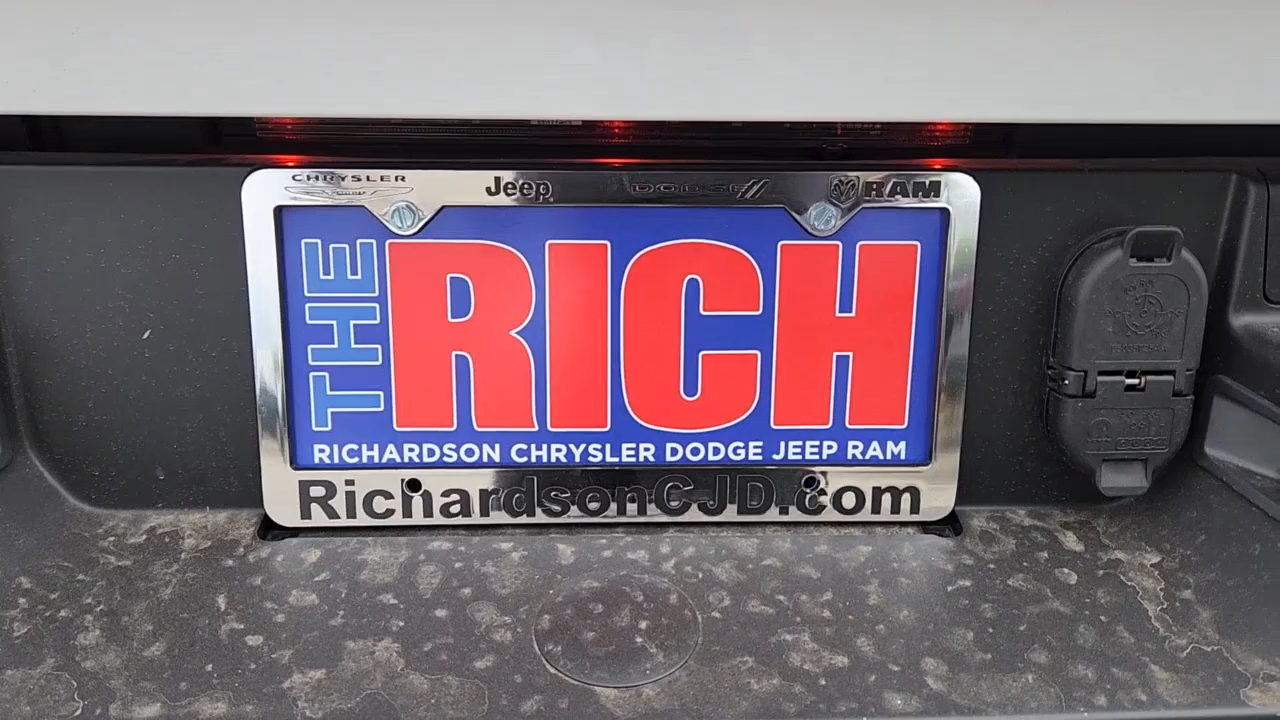 CHRYSLER Jeep DODGE RAM
THE RICH
RICHARDSON CHRYSLER DODGE JEEP RAM
RichardsonCJD.com